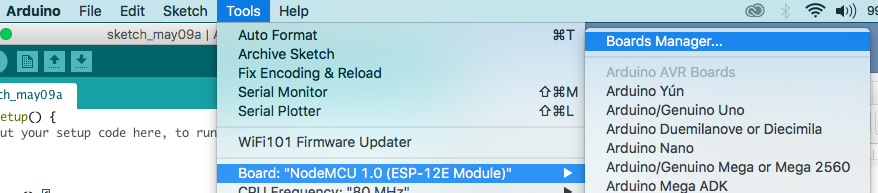 Arduino File Edit Sketch Tools Help
sketch_may09a | A
Auto Format ⌘T
Archive Sketch
Fix Encoding & Reload
Serial Monitor ⇧⌘M
Serial Plotter ⇧⌘L
WiFi101 Firmware Updater
Board: "NodeMCU 1.0 (ESP-12E Module)"
CPU Frequency: "80 MHz"
Boards Manager...
Arduino AVR Boards
Arduino Yún
Arduino/Genuino Uno
Arduino Duemilanove or Diecimila
Arduino Nano
Arduino/Genuino Mega or Mega 2560
Arduino Mega ADK
tch_may09a
etup() {
ut your setup code here, to run